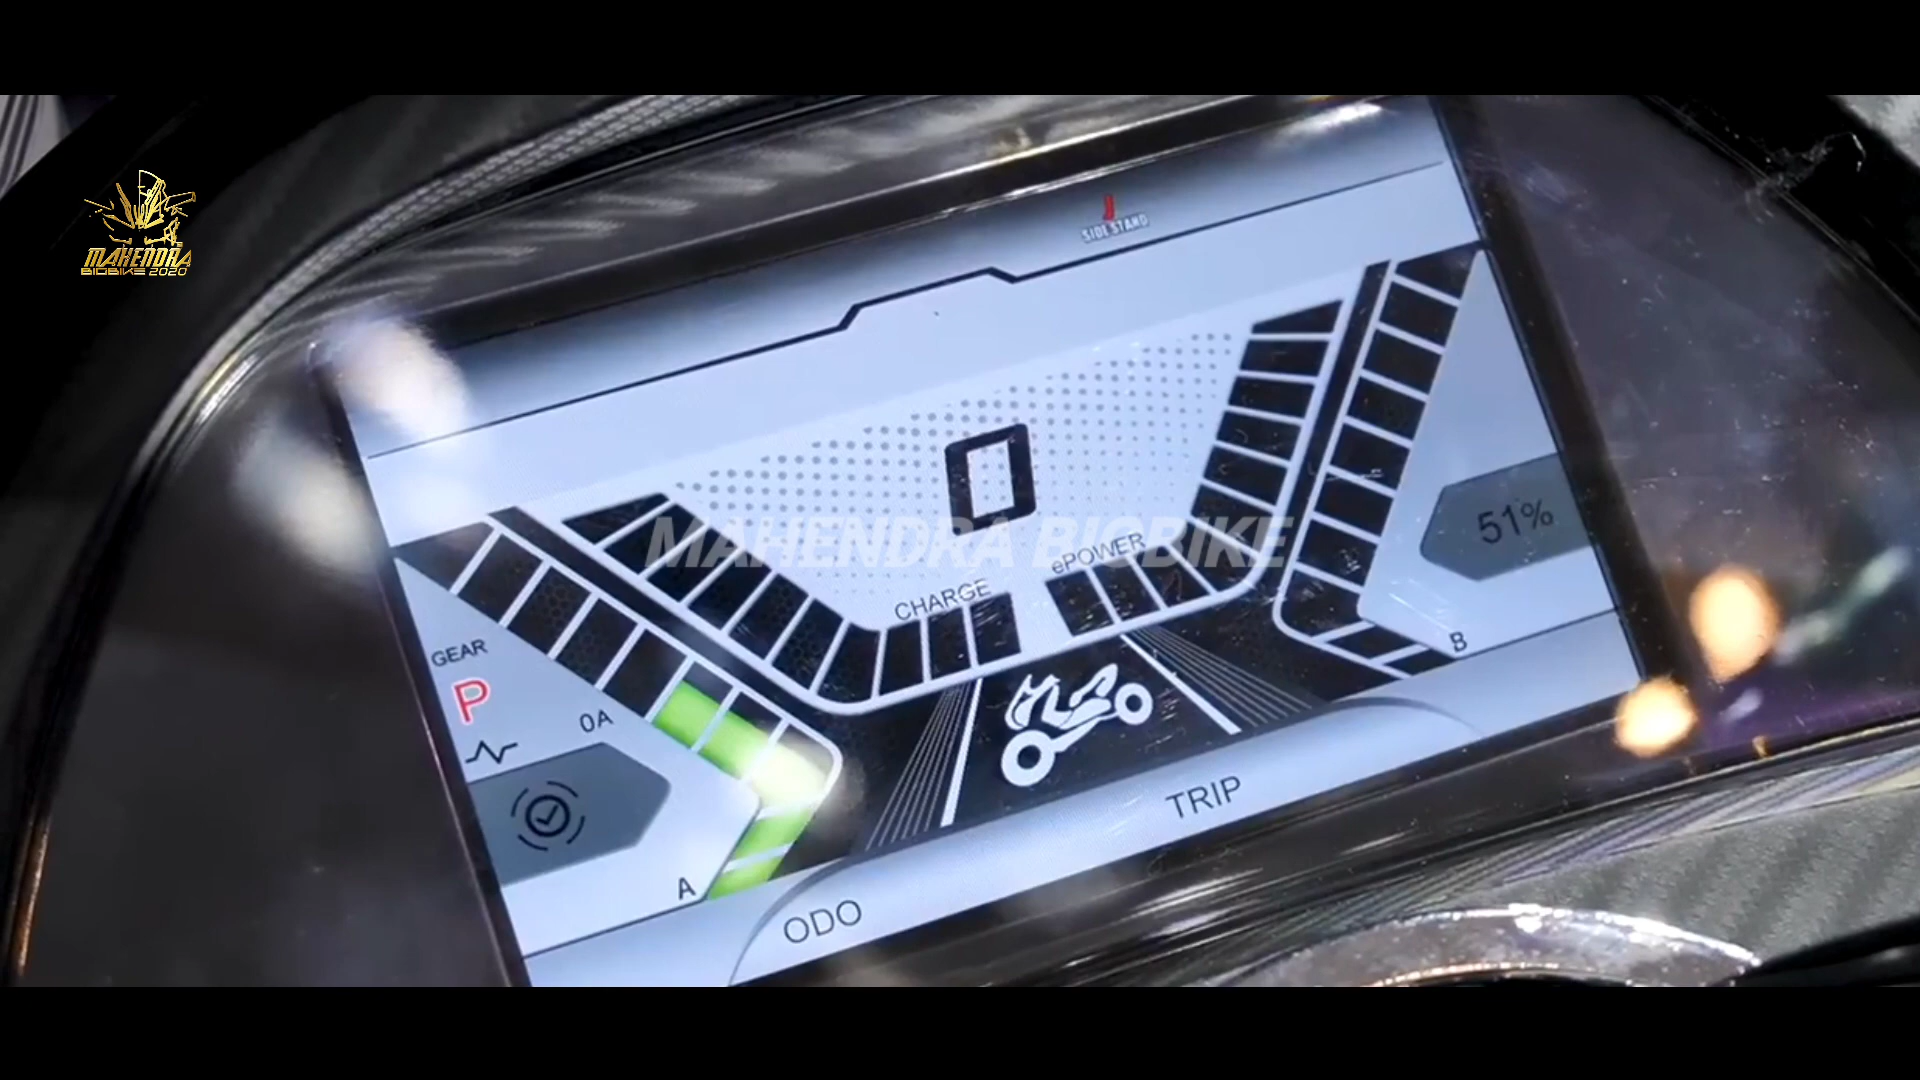 MAHENDRA
BIGBIKE 2020
SIDE STAND
0
MAHENDRA BIGBIKE
51%
ePOWER
CHARGE
B
GEAR
P
0A
TRIP
A
ODO